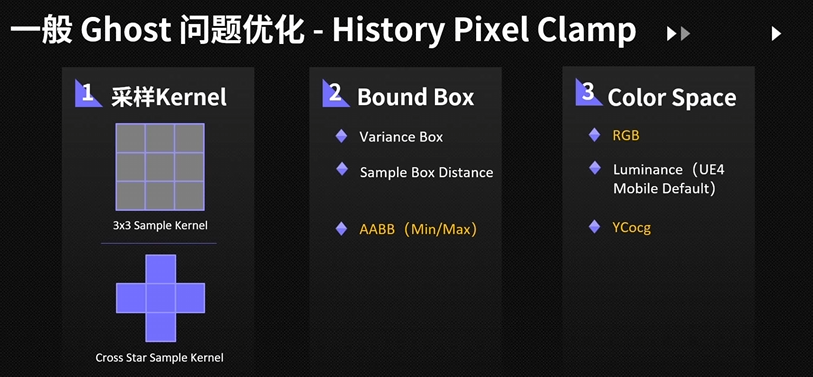 一般 Ghost 问题优化 - History Pixel Clamp
1 采样Kernel
3x3 Sample Kernel
Cross Star Sample Kernel
2 Bound Box
Variance Box
Sample Box Distance
AABB（Min/Max）
3 Color Space
RGB
Luminance（UE4
Mobile Default）
YCocg